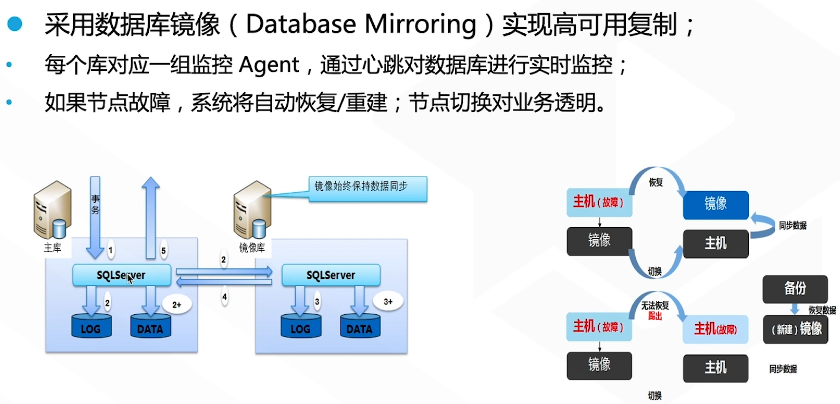 采用数据库镜像（Database Mirroring）实现高可用复制；
每个库对应一组监控 Agent，通过心跳对数据库进行实时监控；
如果节点故障，系统将自动恢复/重建；节点切换对业务透明。
镜像始终保持数据同步
事务
主库
镜像库
1
5
2
4
SQLServer
SQLServer
2
2+
3
3+
LOG
DATA
LOG
DATA
恢复
主机（故障）
镜像
镜像
主机
同步数据
切换
无法恢复
踢出
主机（故障）
主机(故障)
镜像
主机
切换
备份
恢复数据
（新建）镜像
同步数据